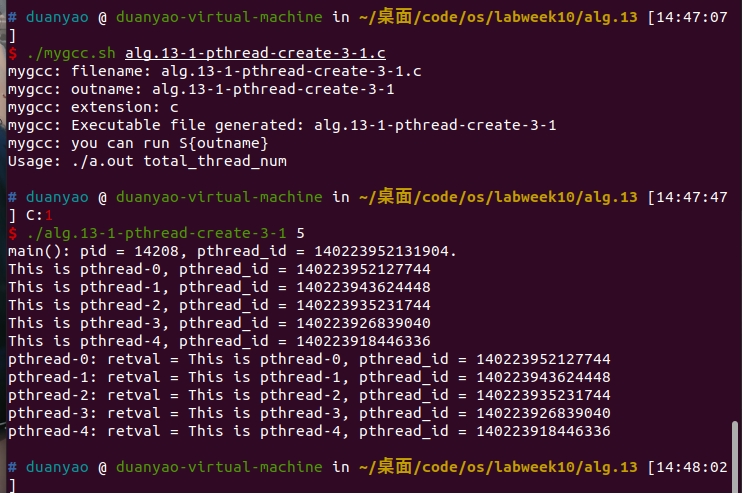 # duanyao @ duanyao-virtual-machine in ~/桌面/code/os/labweek10/alg.13 [14:47:07
]
$ ./mygcc.sh alg.13-1-pthread-create-3-1.c
mygcc: filename: alg.13-1-pthread-create-3-1.c
mygcc: outname: alg.13-1-pthread-create-3-1
mygcc: extension: c
mygcc: Executable file generated: alg.13-1-pthread-create-3-1
mygcc: you can run S{outname}
Usage: ./a.out total_thread_num
# duanyao @ duanyao-virtual-machine in ~/桌面/code/os/labweek10/alg.13 [14:47:47
] C:1
$ ./alg.13-1-pthread-create-3-1 5
main(): pid = 14208, pthread_id = 140223952131904.
This is pthread-0, pthread_id = 140223952127744
This is pthread-1, pthread_id = 140223943624448
This is pthread-2, pthread_id = 140223935231744
This is pthread-3, pthread_id = 140223926839040
This is pthread-4, pthread_id = 140223918446336
pthread-0: retval = This is pthread-0, pthread_id = 140223952127744
pthread-1: retval = This is pthread-1, pthread_id = 140223943624448
pthread-2: retval = This is pthread-2, pthread_id = 140223935231744
pthread-3: retval = This is pthread-3, pthread_id = 140223926839040
pthread-4: retval = This is pthread-4, pthread_id = 140223918446336
# duanyao @ duanyao-virtual-machine in ~/桌面/code/os/labweek10/alg.13 [14:48:02
]